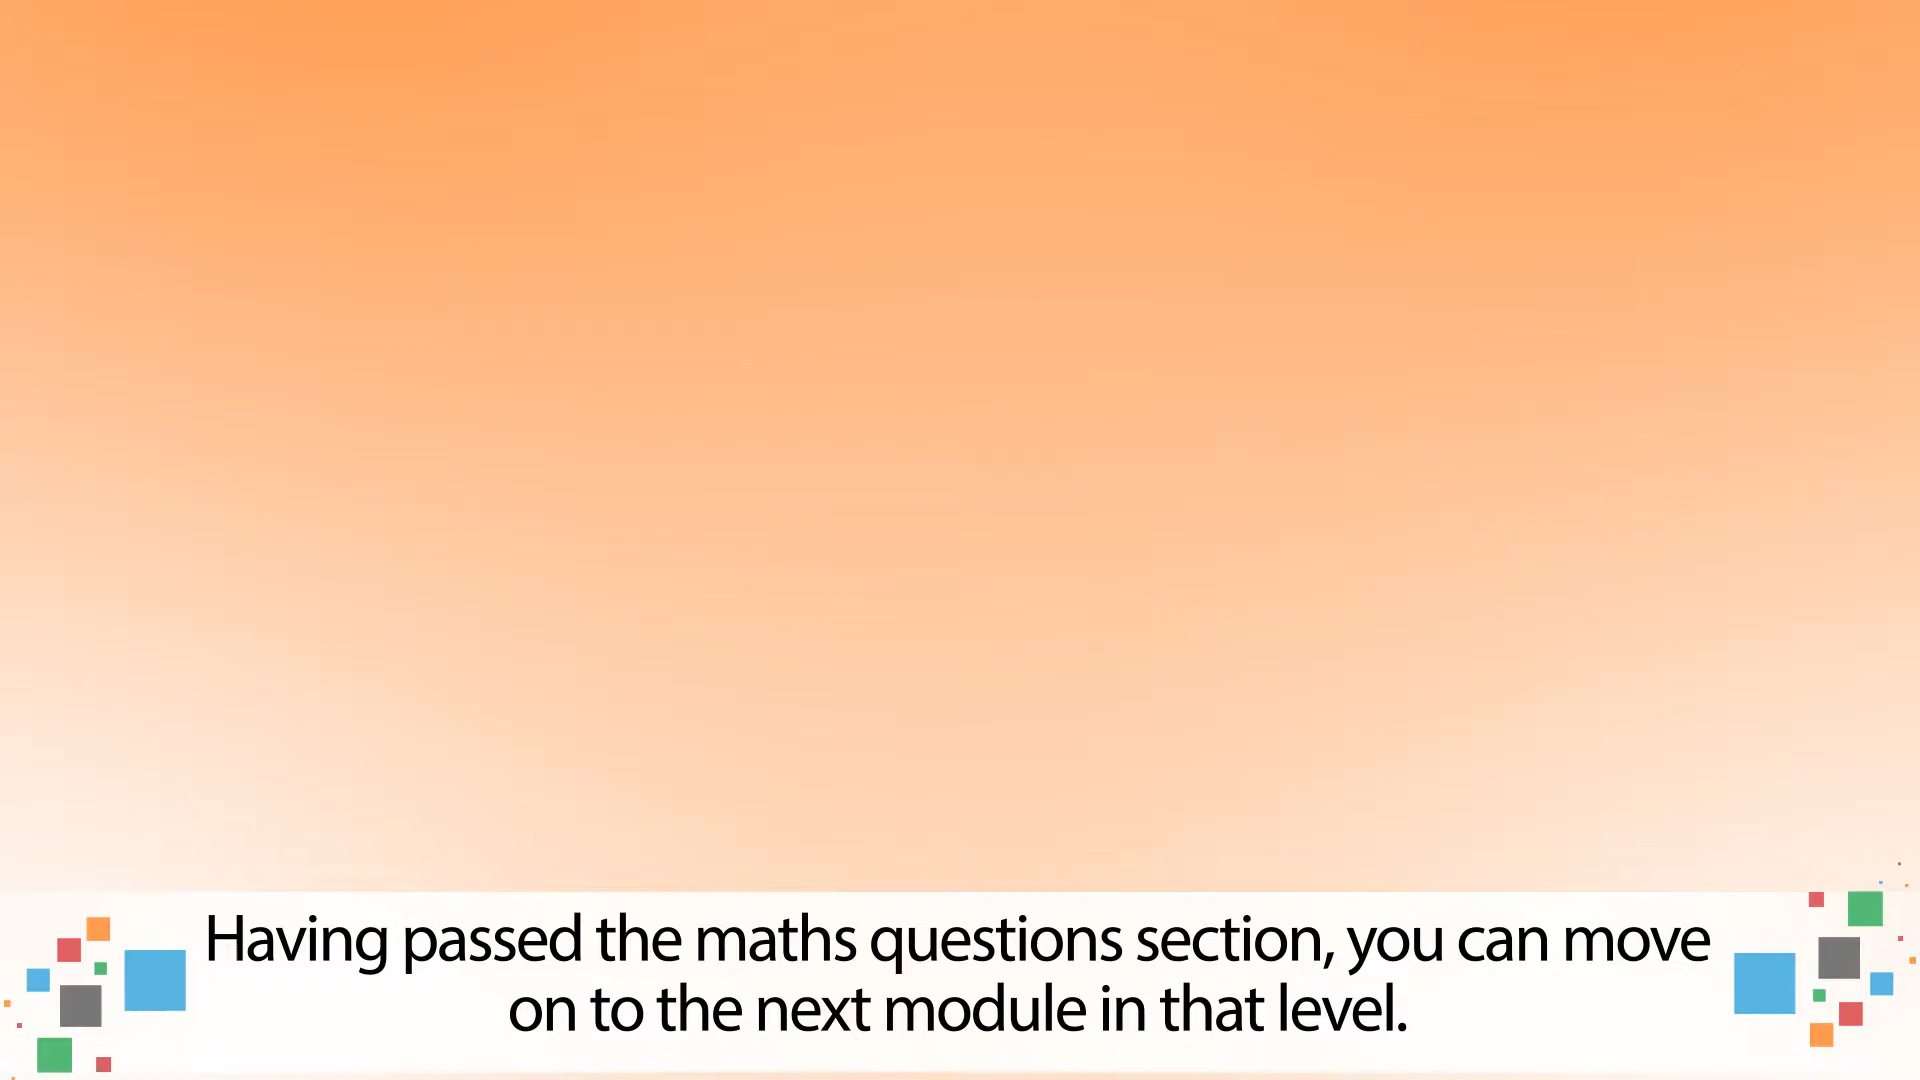 Having passed the maths questions section, you can move
on to the next module in that level.